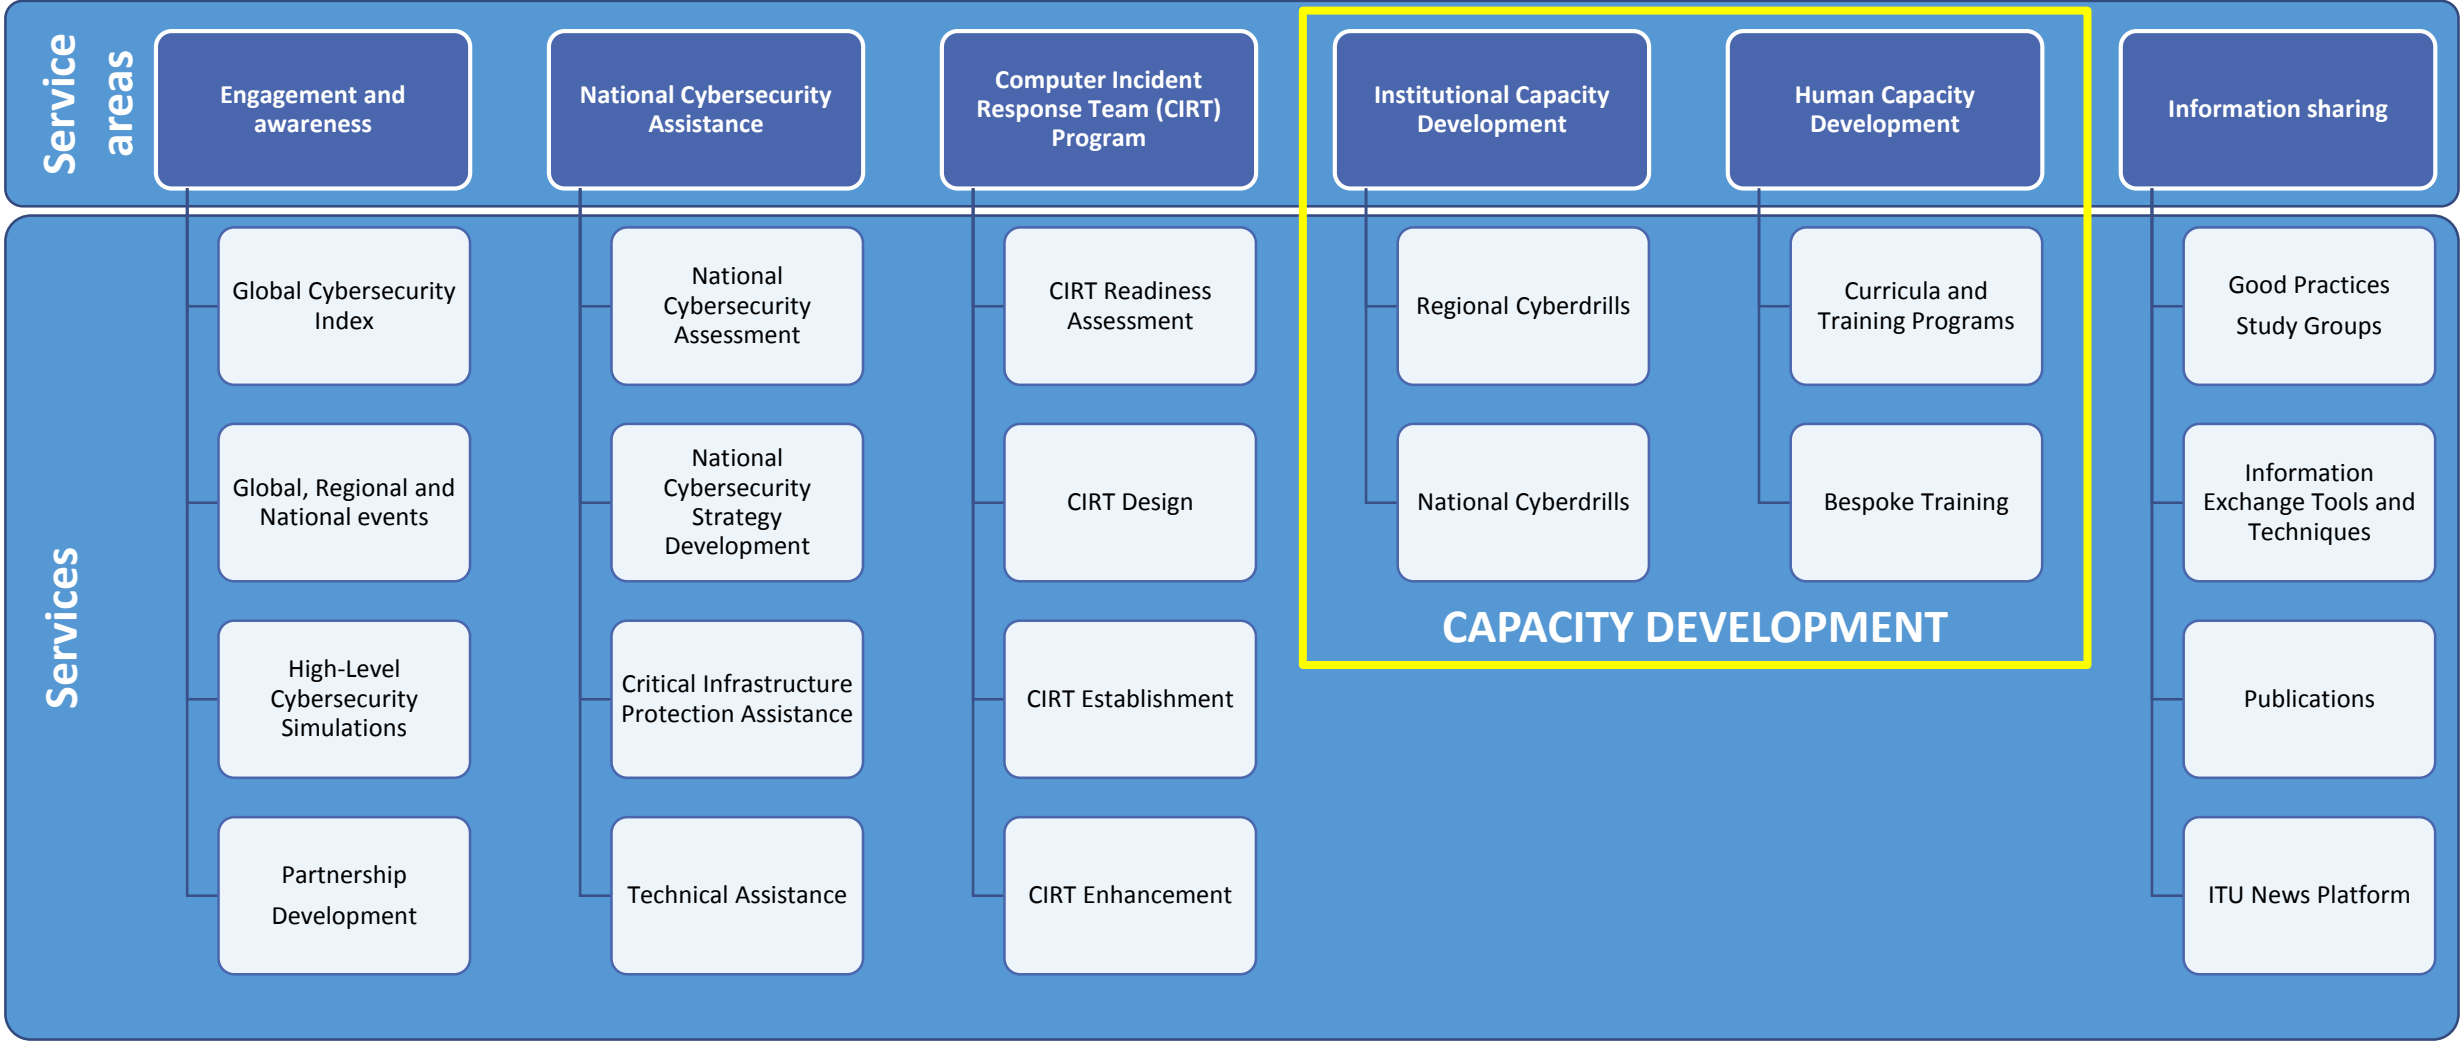 Service
areas
Engagement and
awareness
National Cybersecurity
Assistance
Computer Incident
Response Team (CIRT)
Program
Institutional Capacity
Development
Human Capacity
Development
Information sharing
Services
Global Cybersecurity
Index
Global, Regional and
National events
High-Level
Cybersecurity
Simulations
Partnership
Development
National
Cybersecurity
Assessment
National
Cybersecurity
Strategy
Development
Critical Infrastructure
Protection Assistance
Technical Assistance
CIRT Readiness
Assessment
CIRT Design
CIRT Establishment
CIRT Enhancement
Regional Cyberdrills
National Cyberdrills
Curricula and
Training Programs
Bespoke Training
CAPACITY DEVELOPMENT
Good Practices
Study Groups
Information
Exchange Tools and
Techniques
Publications
ITU News Platform